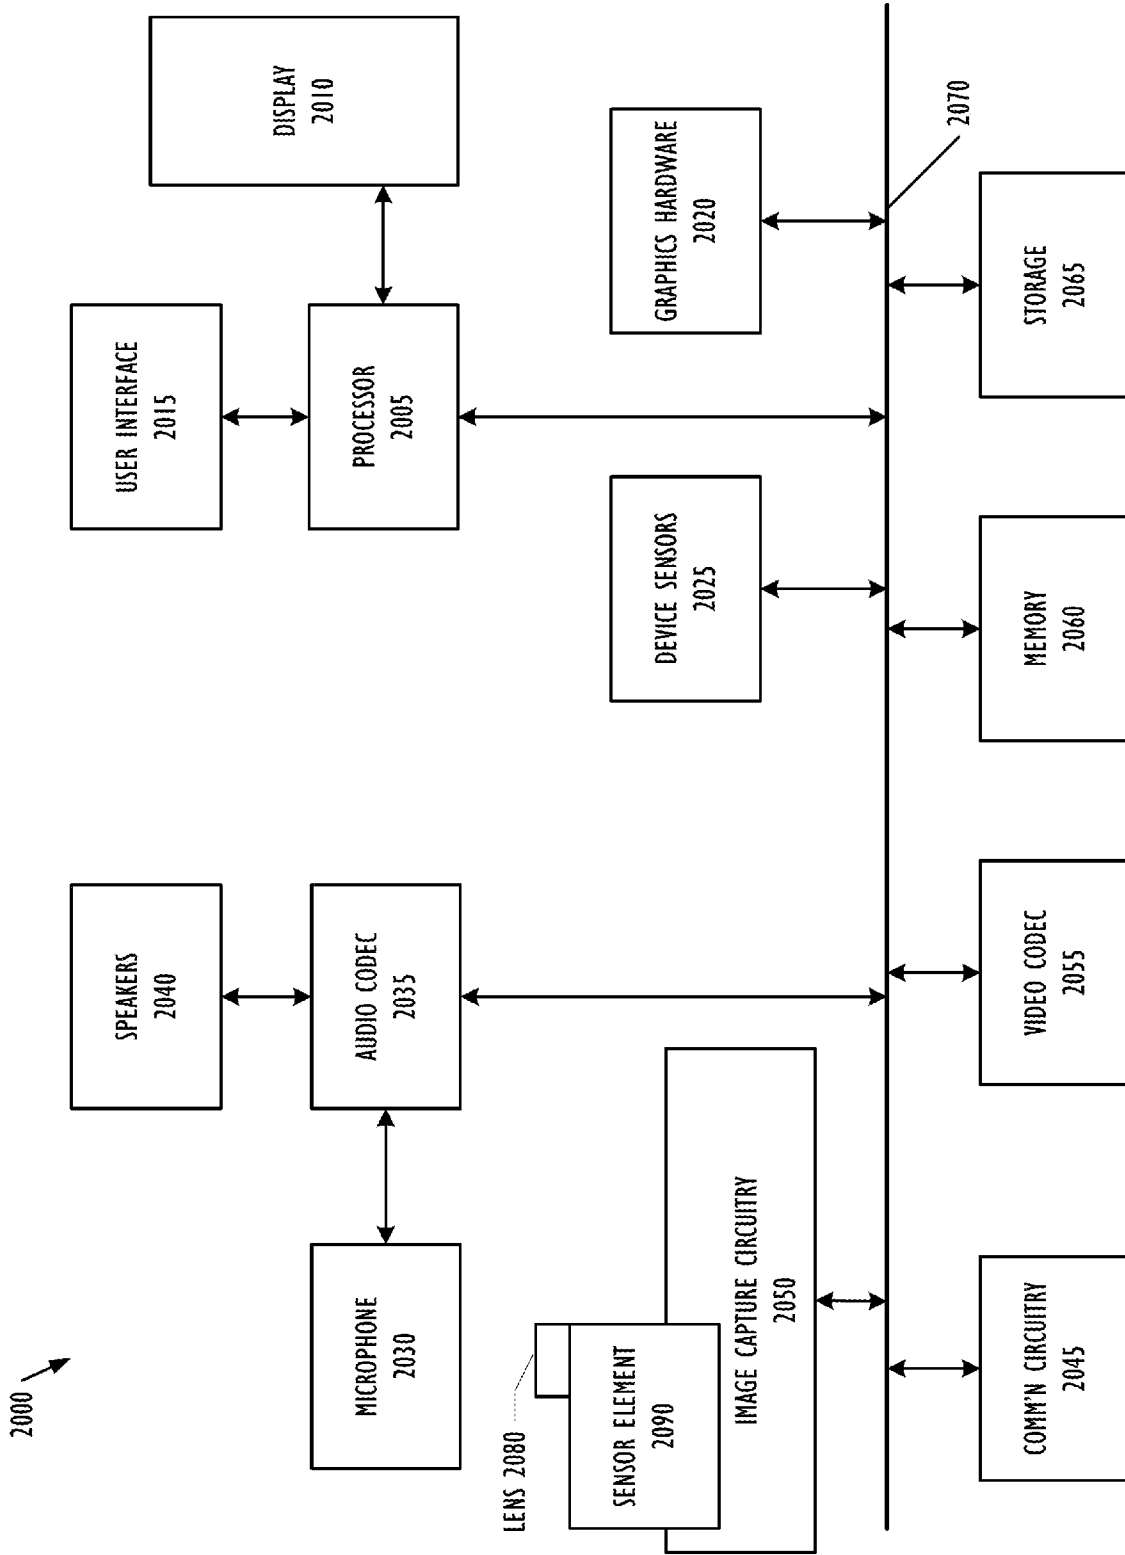 2000
SPEAKERS
2040
USER INTERFACE
2015
DISPLAY
2010
MICROPHONE
2030
AUDIO CODEC
2035
PROCESSOR
2005
LENS 2080
SENSOR ELEMENT
2090
IMAGE CAPTURE CIRCUITRY
2050
DEVICE SENSORS
2025
GRAPHICS HARDWARE
2020
2070
COMM'N CIRCUITRY
2045
VIDEO CODEC
2055
MEMORY
2060
STORAGE
2065